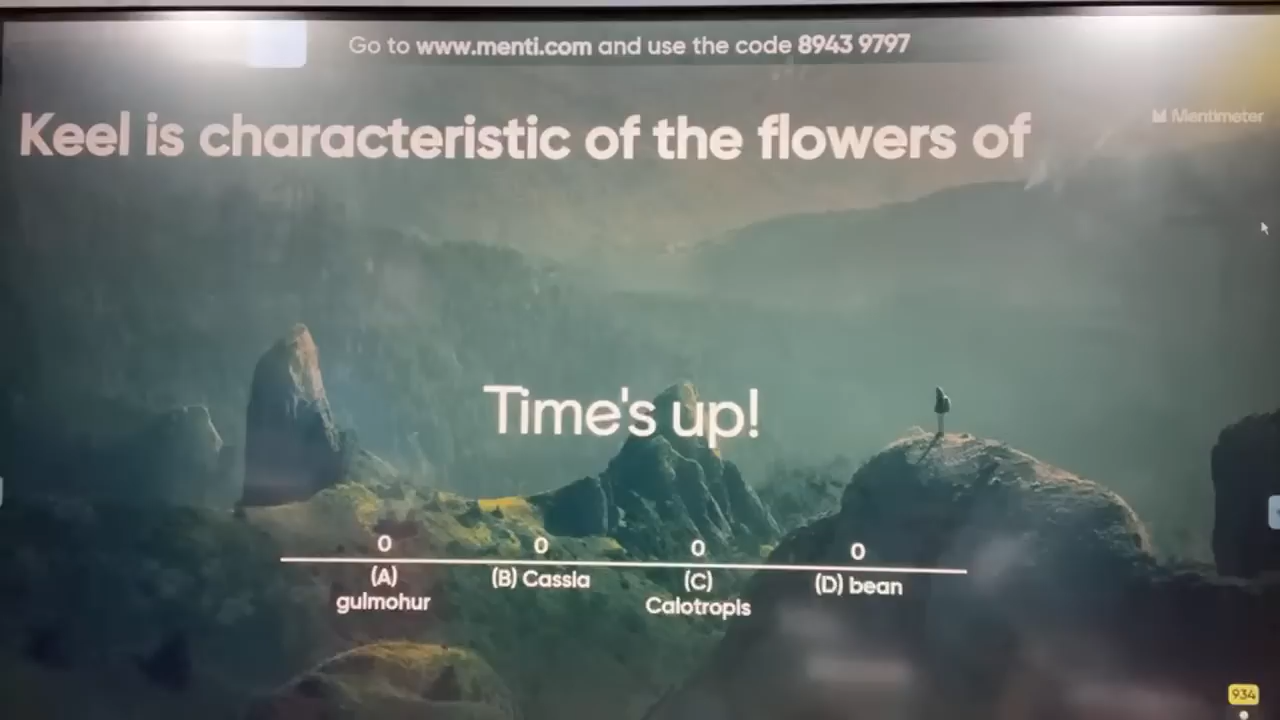 Go to www.menti.com and use the code 8943 9797
Keel is characteristic of the flowers of
Mentimeter
Time's up!
0 0 0 0
(A) gulmohur
(B) Cassia
(C) Calotropis
(D) bean
934